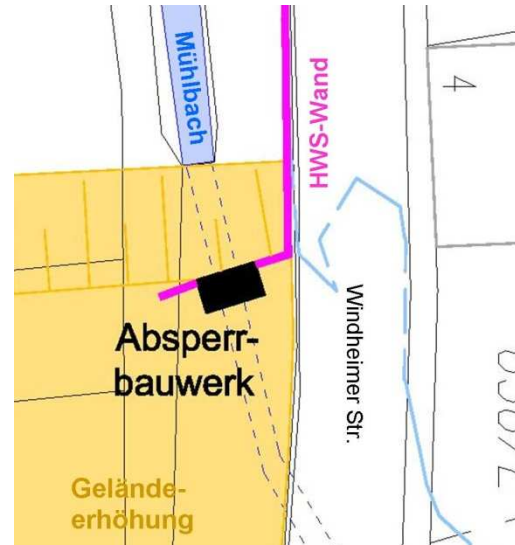 Mühlbach
HWS-Wand
4
Windheimer Str.
Absperr-
bauwerk
Gelände-
erhöhung